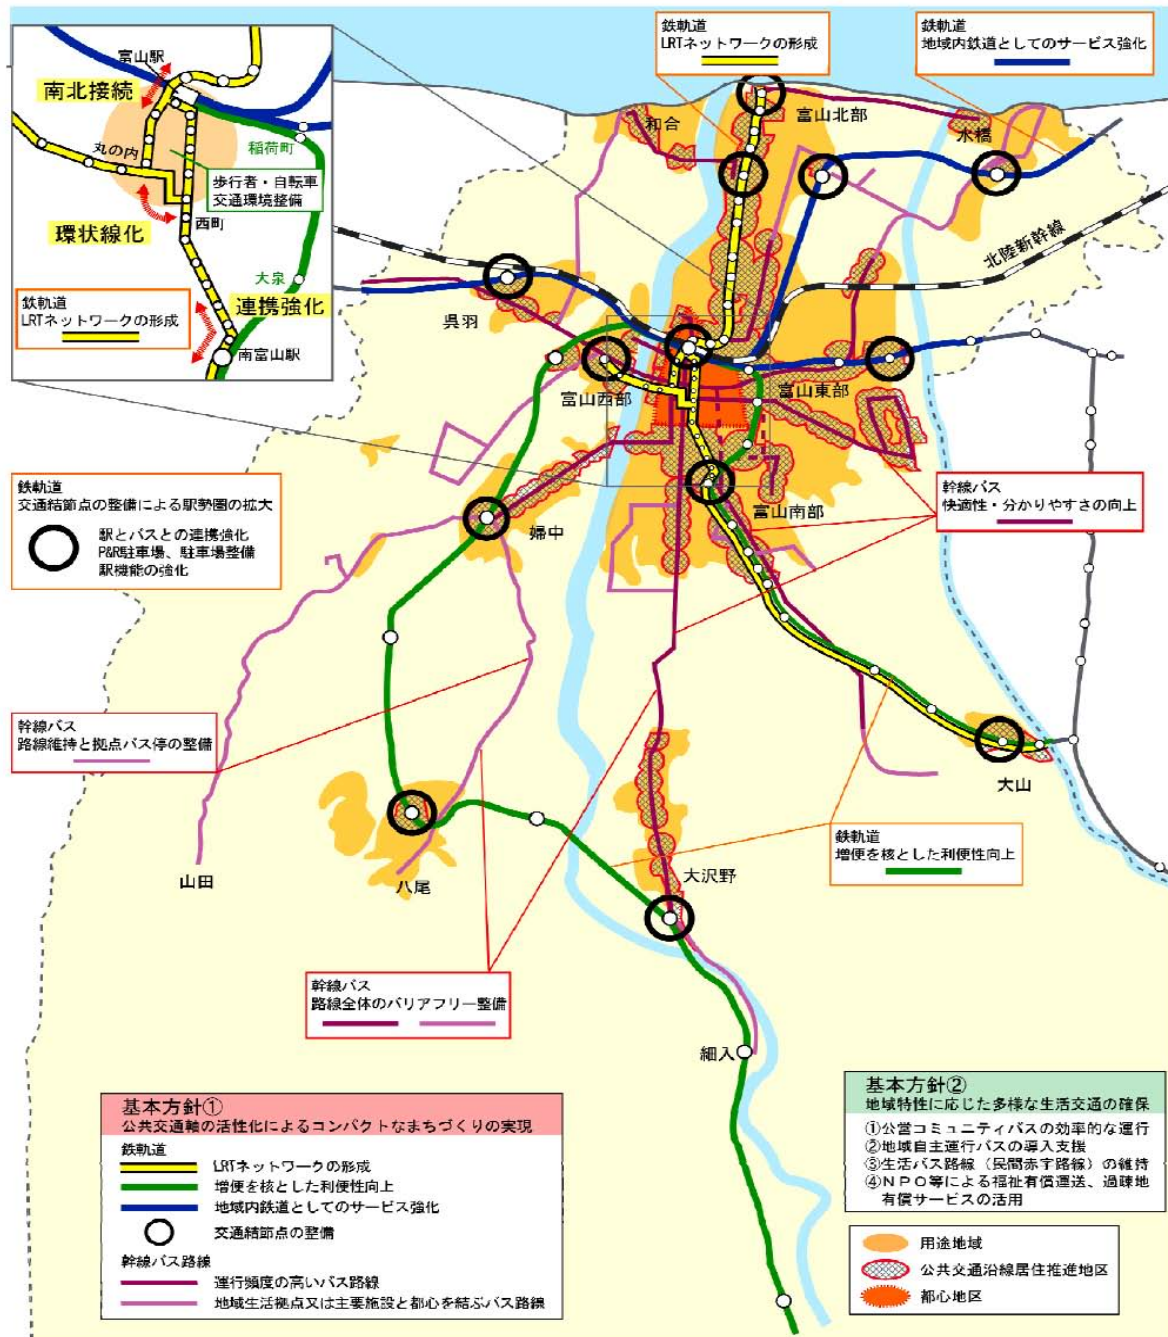 富山駅
南北接続
丸の内
稲荷町
歩行者・自転車
交通環境整備
環状線化
西町
大泉
連携強化
鉄軌道
LRTネットワークの形成
南富山駅
鉄軌道
LRTネットワークの形成
鉄軌道
地域内鉄道としてのサービス強化
和合
富山北部
水橋
北陸新幹線
呉羽
富山西部
富山東部
鉄軌道
交通結節点の整備による駅勢圏の拡大
駅とバスとの連携強化
P&R駐車場、駐車場整備
駅機能の強化
婦中
富山南部
幹線バス
快適性・分かりやすさの向上
幹線バス
路線維持と拠点バス停の整備
大山
山田
八尾
大沢野
鉄軌道
増便を核とした利便性向上
幹線バス
路線全体のバリアフリー整備
細入
基本方針①
公共交通軸の活性化によるコンパクトなまちづくりの実現
鉄軌道
LRTネットワークの形成
増便を核とした利便性向上
地域内鉄道としてのサービス強化
交通結節点の整備
幹線バス路線
運行頻度の高いバス路線
地域生活拠点又は主要施設と都心を結ぶバス路線
基本方針②
地域特性に応じた多様な生活交通の確保
①公営コミュニティバスの効率的な運行
②地域自主運行バスの導入支援
③生活バス路線（民間赤字路線）の維持
④ＮＰＯ等による福祉有償運送、過疎地
有償サービスの活用
用途地域
公共交通沿線居住推進地区
都心地区